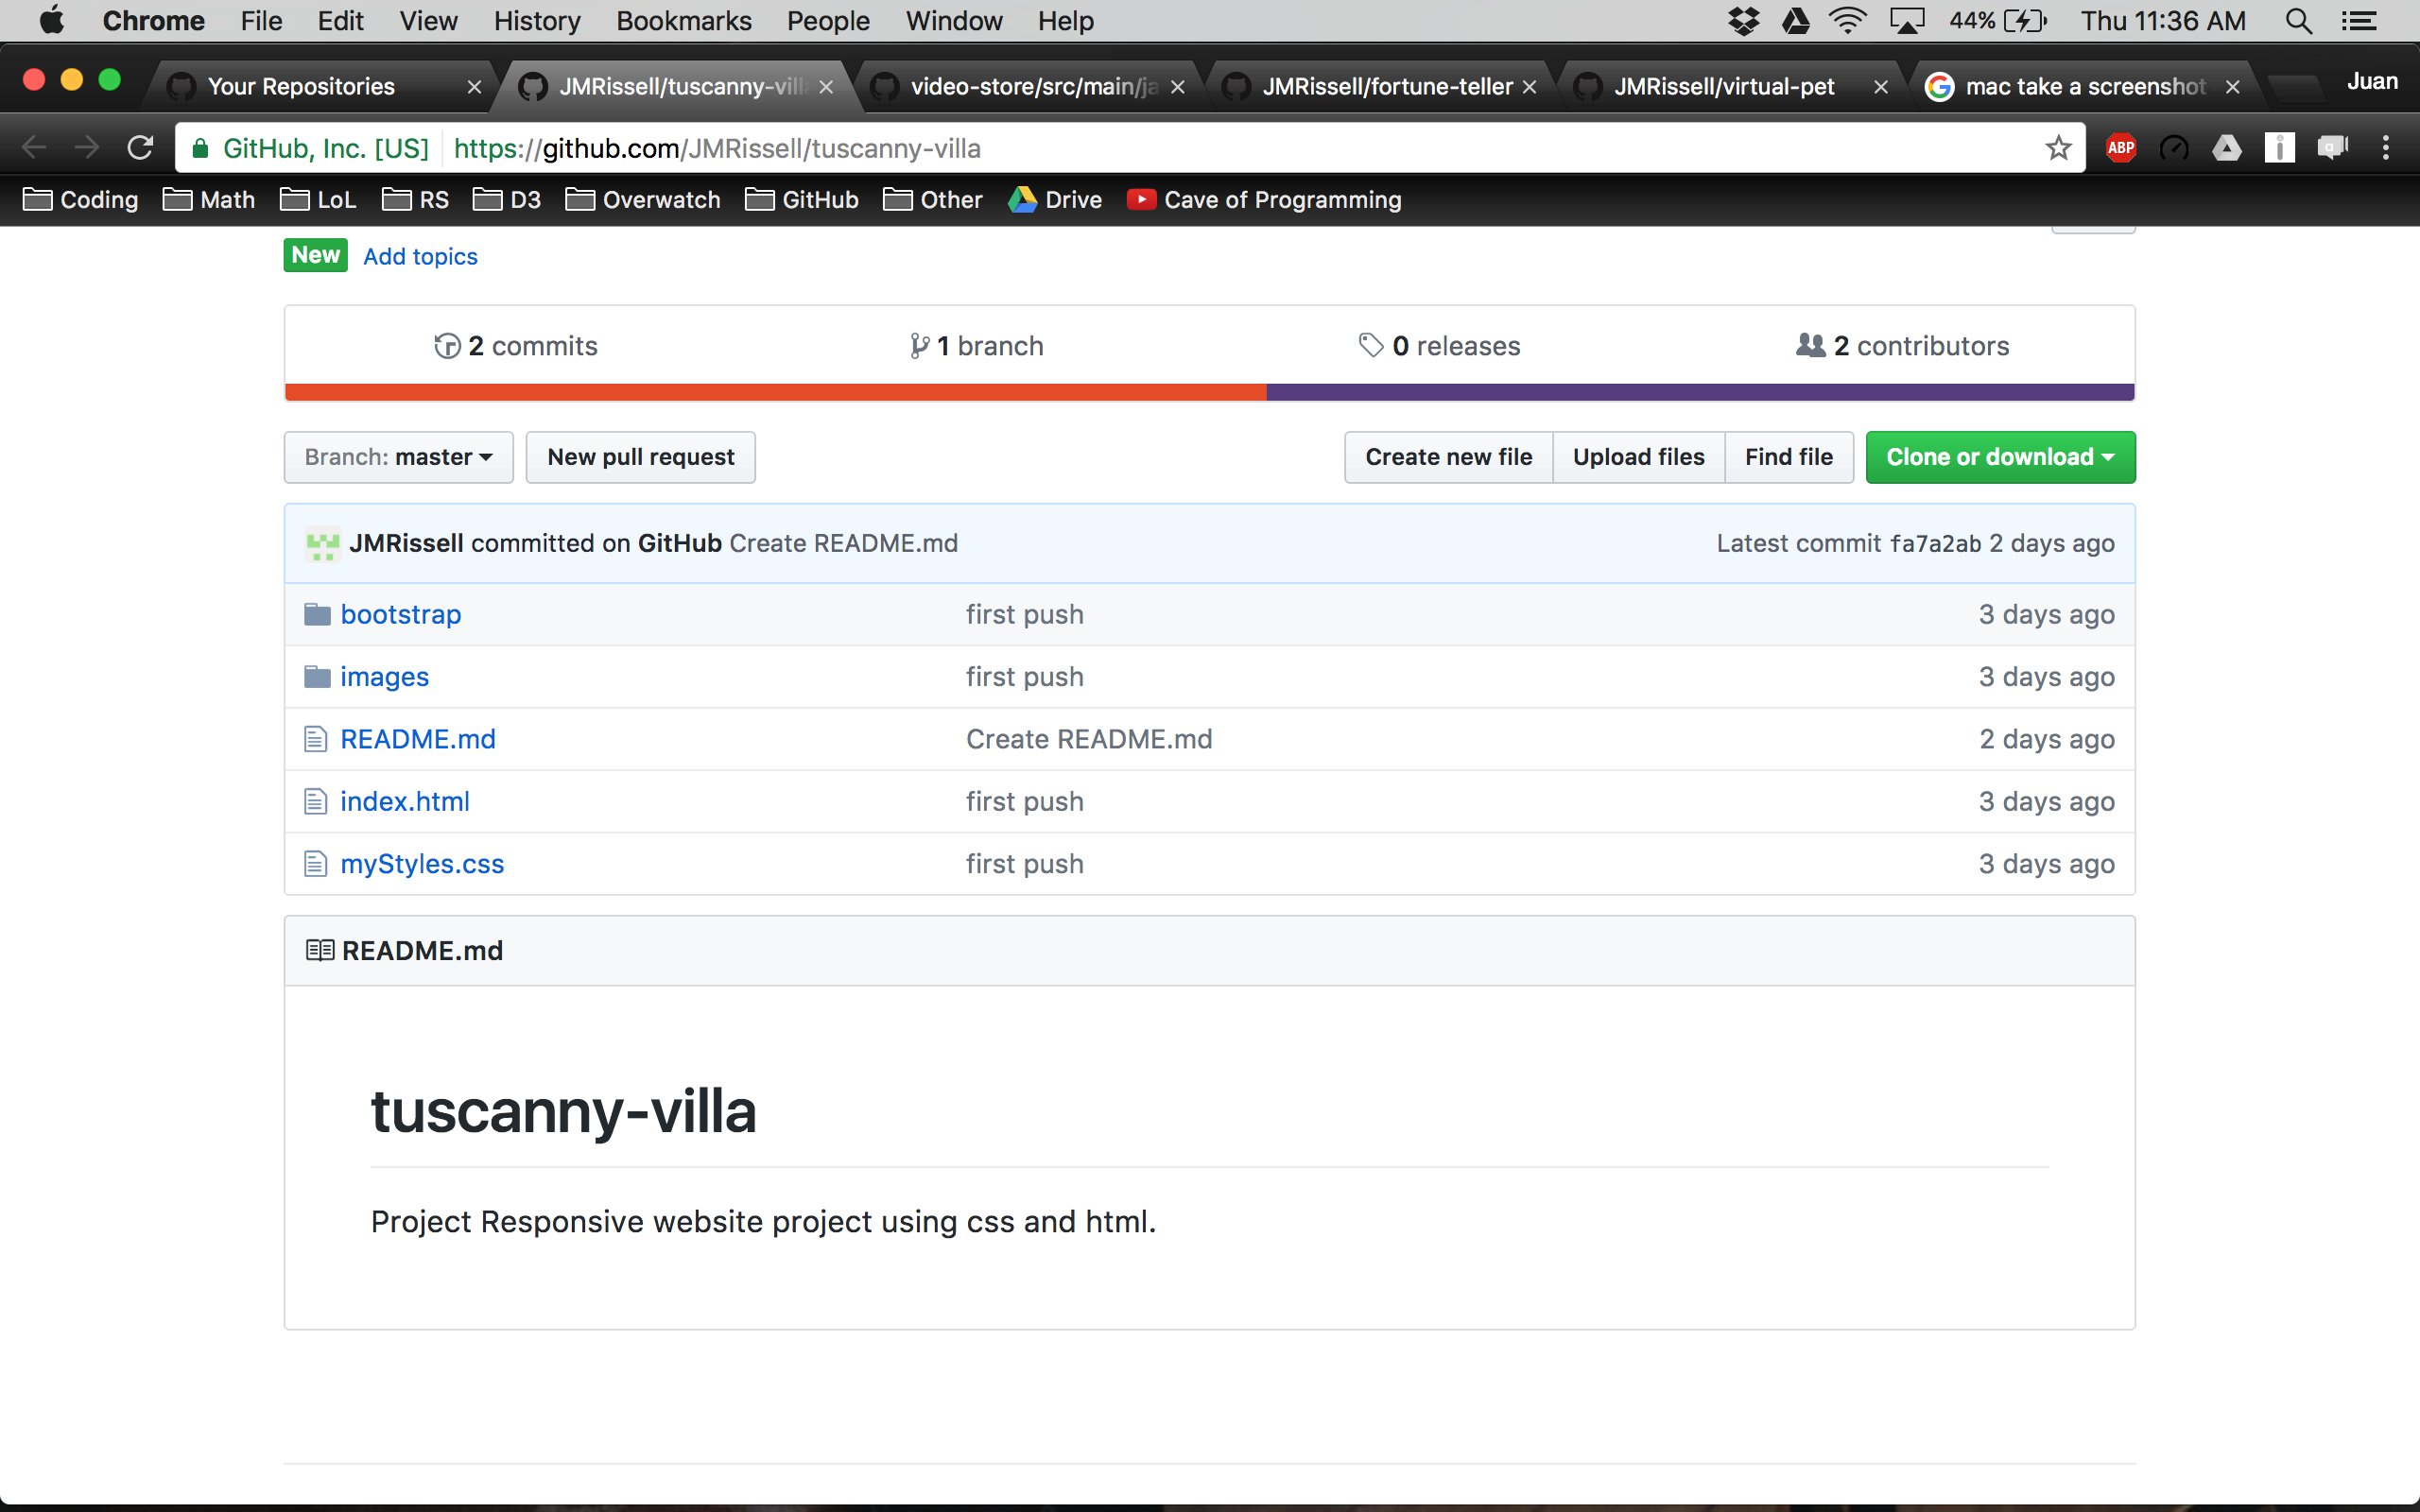 Chrome File Edit View History Bookmarks People Window Help 44% Thu 11:36 AM
Your Repositories JMRissell/tuscanny-vill video-store/src/main/ja JMRissell/fortune-teller JMRissell/virtual-pet mac take a screenshot Juan
GitHub, Inc. [US] https://github.com/JMRissell/tuscanny-villa ABP
Coding Math LoL RS D3 Overwatch GitHub Other Drive Cave of Programming
New Add topics
2 commits 1 branch 0 releases 2 contributors
Branch: master New pull request Create new file Upload files Find file Clone or download
JMRissell committed on GitHub Create README.md Latest commit fa7a2ab 2 days ago
bootstrap first push 3 days ago
images first push 3 days ago
README.md Create README.md 2 days ago
index.html first push 3 days ago
myStyles.css first push 3 days ago
README.md
tuscanny-villa
Project Responsive website project using css and html.